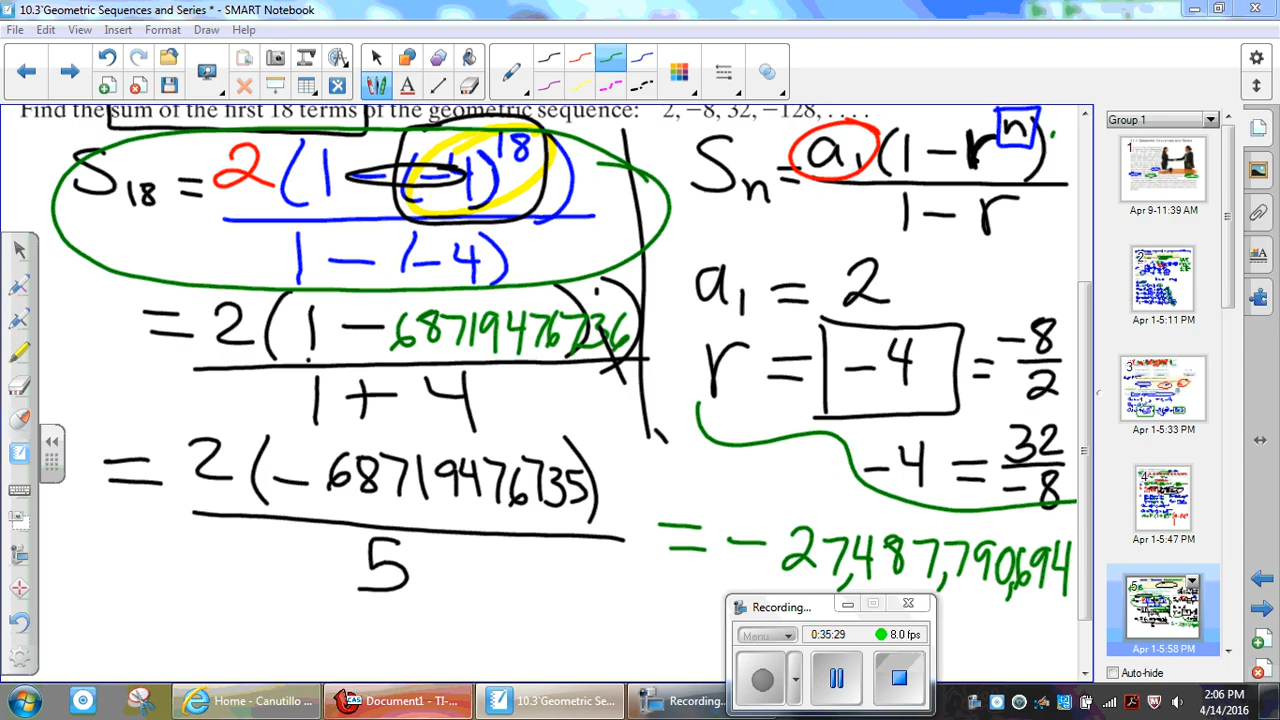 10.3`Geometric Sequences and Series * - SMART Notebook
File Edit View Insert Format Draw Help
Find the sum of the first 18 terms of the geometric sequence: 2, −8, 32, −128, . . . .
S₁₈ = 2(1 − (−4)¹⁸)
1 − (−4)
= 2(1 − 68719476736)
1 + 4
= 2(−68719476735)
5
Sₙ = a₁(1 − rⁿ)
1 − r
a₁ = 2
r = −4 = −8/2
−4 = 32/−8
= −27,487,790,694
Group 1
1
Apr 9-11:39 AM
2
Apr 1-5:11 PM
3
Apr 1-5:33 PM
4
Apr 1-5:47 PM
5
Apr 1-5:58 PM
Auto-hide
Recording...
Menu
0:35:29
8.0 fps
Home - Canutillo ...
Document1 - TI-...
10.3`Geometric Se...
Recording...
2:06 PM
4/14/2016